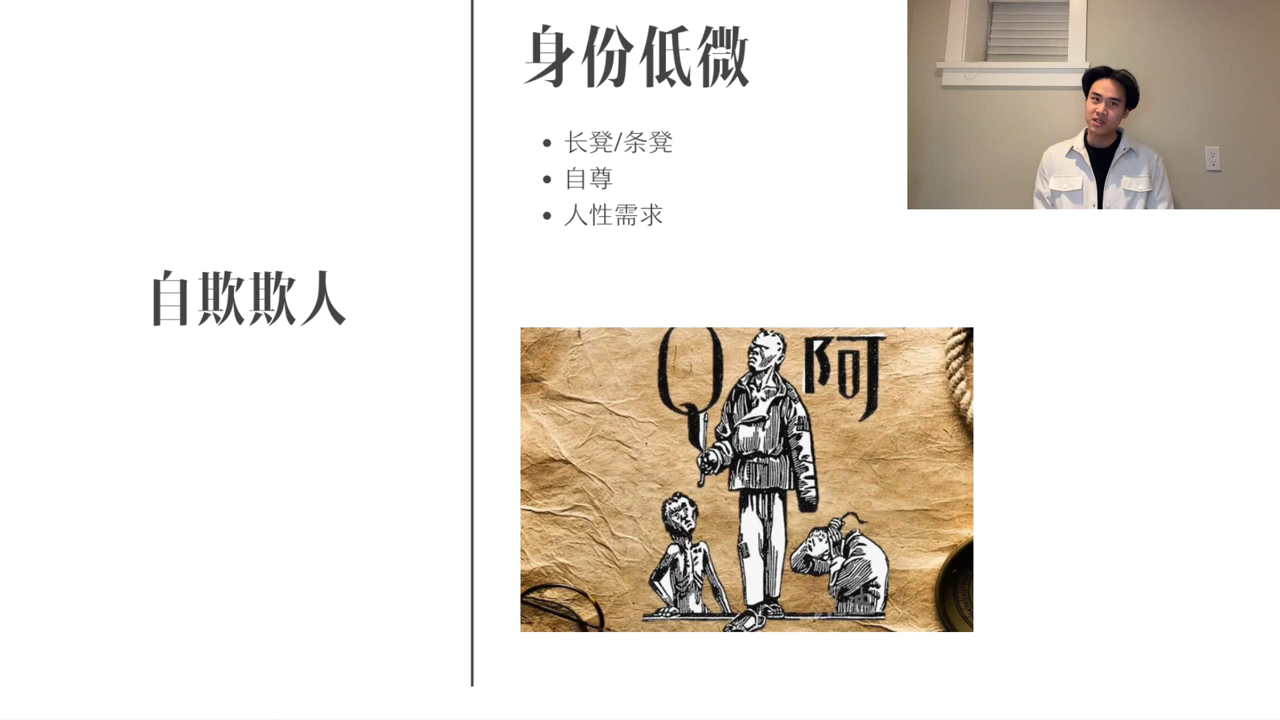 自欺欺人
身份低微
长凳/条凳
自尊
人性需求
Q 阿